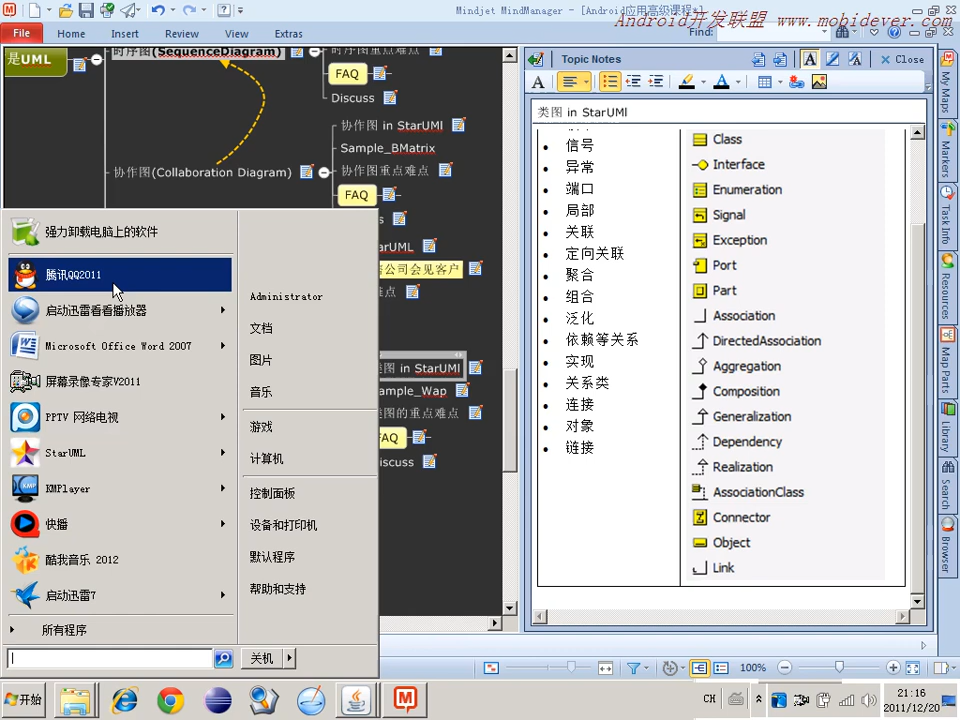 Mindjet MindManager - [Android应用高级课程*]
Android开发联盟 www.mobidever.com
File
Home
Insert
Review
View
Extras
Find:
是UML
时序图(SequenceDiagram)
时序图重点难点
FAQ
Discuss
协作图 in StarUMl
Sample_BMatrix
协作图(Collaboration Diagram)
协作图重点难点
FAQ
s
arUML
若公司会见客户
难点
类图 in StarUMl
ample_Wap
类图的重点难点
FAQ
iscuss
强力卸载电脑上的软件
腾讯QQ2011
启动迅雷看看播放器
Microsoft Office Word 2007
屏幕录像专家V2011
PPTV 网络电视
StarUML
KMPlayer
快播
酷我音乐 2012
启动迅雷7
所有程序
Administrator
文档
图片
音乐
游戏
计算机
控制面板
设备和打印机
默认程序
帮助和支持
关机
Topic Notes
Close
类图 in StarUMl
信号
异常
端口
局部
关联
定向关联
聚合
组合
泛化
依赖等关系
实现
关系类
连接
对象
链接
Class
Interface
Enumeration
Signal
Exception
Port
Part
Association
DirectedAssociation
Aggregation
Composition
Generalization
Dependency
Realization
AssociationClass
Connector
Object
Link
My Maps
Markers
Task Info
Resources
Map Parts
Library
Search
Browser
100%
开始
CH
21:16
2011/12/20